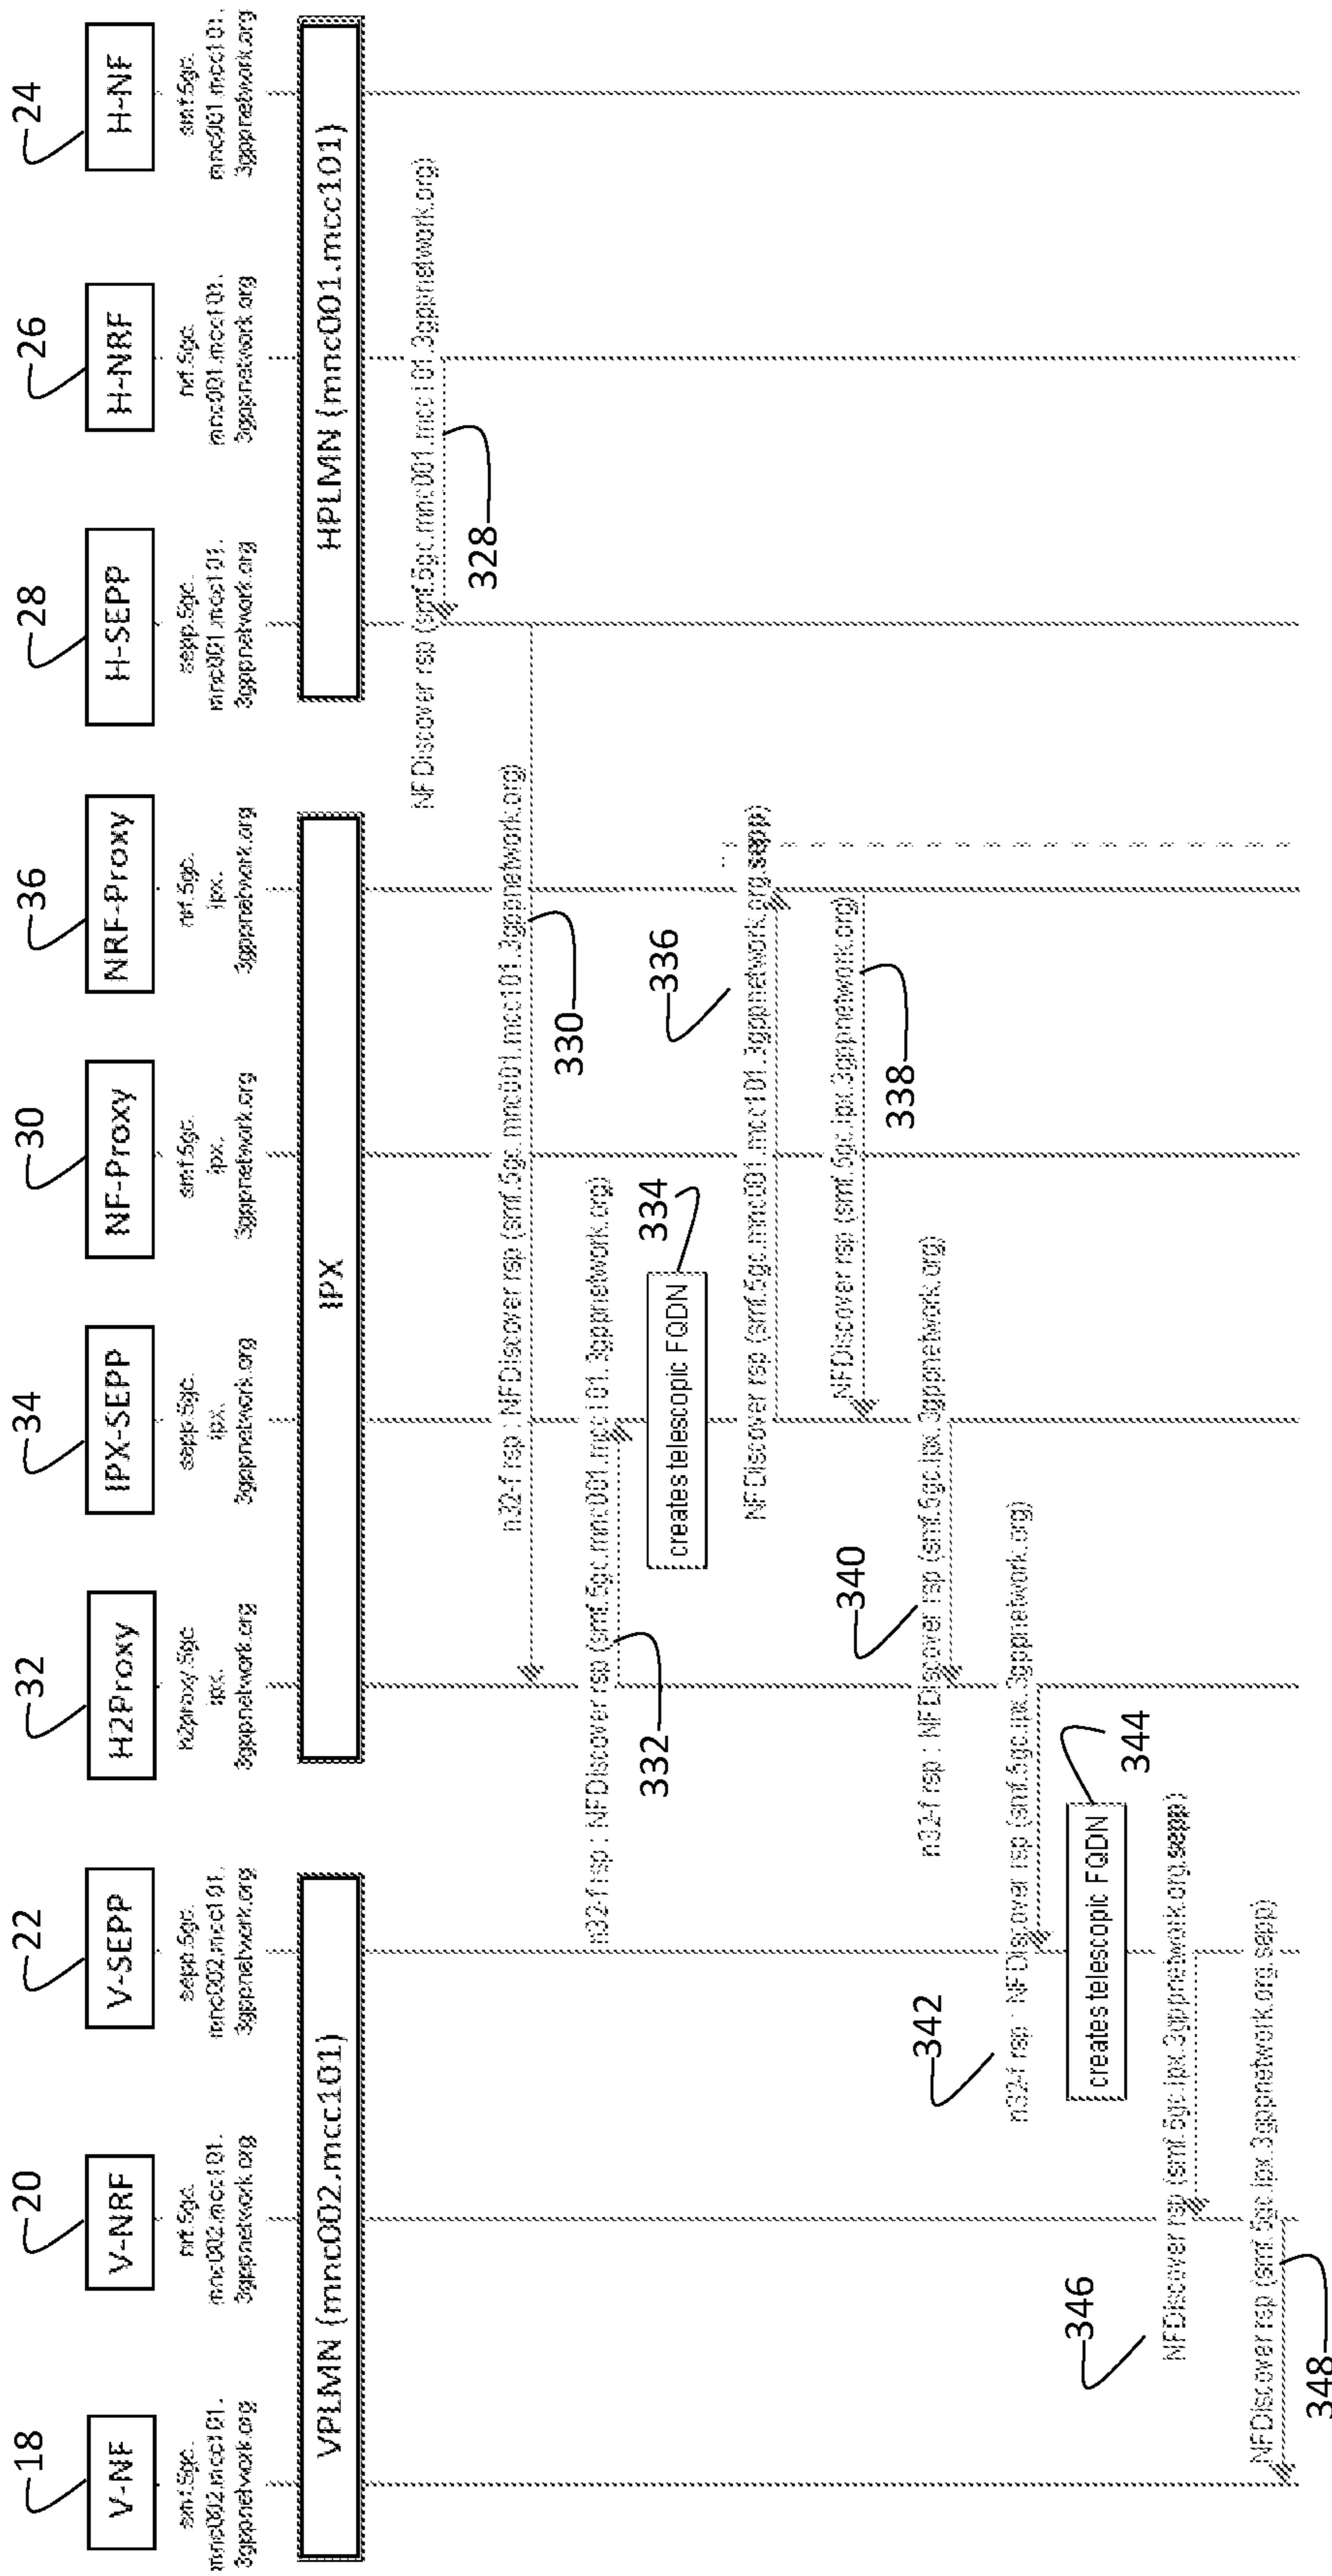 18
20
22
32
34
30
36
28
26
24
V-NF
V-NRF
V-SEPP
H2Proxy
IPX-SEPP
NF-Proxy
NRF-Proxy
H-SEPP
H-NRF
H-NF
smf.5gc.
mnc002.mcc101.
3gppnetwork.org
nrf.5gc.
mnc002.mcc101.
3gppnetwork.org
sepp.5gc.
mnc002.mcc101.
3gppnetwork.org
h2proxy.5gc.
ipx.
3gppnetwork.org
sepp.5gc.
ipx.
3gppnetwork.org
smf.5gc.
ipx.
3gppnetwork.org
nrf.5gc.
ipx.
3gppnetwork.org
sepp.5gc.
mnc001.mcc101.
3gppnetwork.org
nrf.5gc.
mnc001.mcc101.
3gppnetwork.org
smf.5gc.
mnc001.mcc101.
3gppnetwork.org
VPLMN (mnc002.mcc101)
IPX
HPLMN (mnc001.mcc101)
NFDiscover rsp (smf.5gc.mnc001.mcc101.3gppnetwork.org)
328
n32-f rsp : NFDiscover rsp (smf.5gc.mnc001.mcc101.3gppnetwork.org)
330
n32-f rsp : NFDiscover rsp (smf.5gc.mnc001.mcc101.3gppnetwork.org)
332
334
creates telescopic FQDN
336
NFDiscover rsp (smf.5gc.mnc001.mcc101.3gppnetwork.org.sepp)
NFDiscover rsp (smf.5gc.ipx.3gppnetwork.org)
338
340
n32-f rsp : NFDiscover rsp (smf.5gc.ipx.3gppnetwork.org)
342
n32-f rsp : NFDiscover rsp (smf.5gc.ipx.3gppnetwork.org)
creates telescopic FQDN
344
346
NFDiscover rsp (smf.5gc.ipx.3gppnetwork.org.sepp)
NFDiscover rsp (smf.5gc.ipx.3gppnetwork.org.sepp)
348